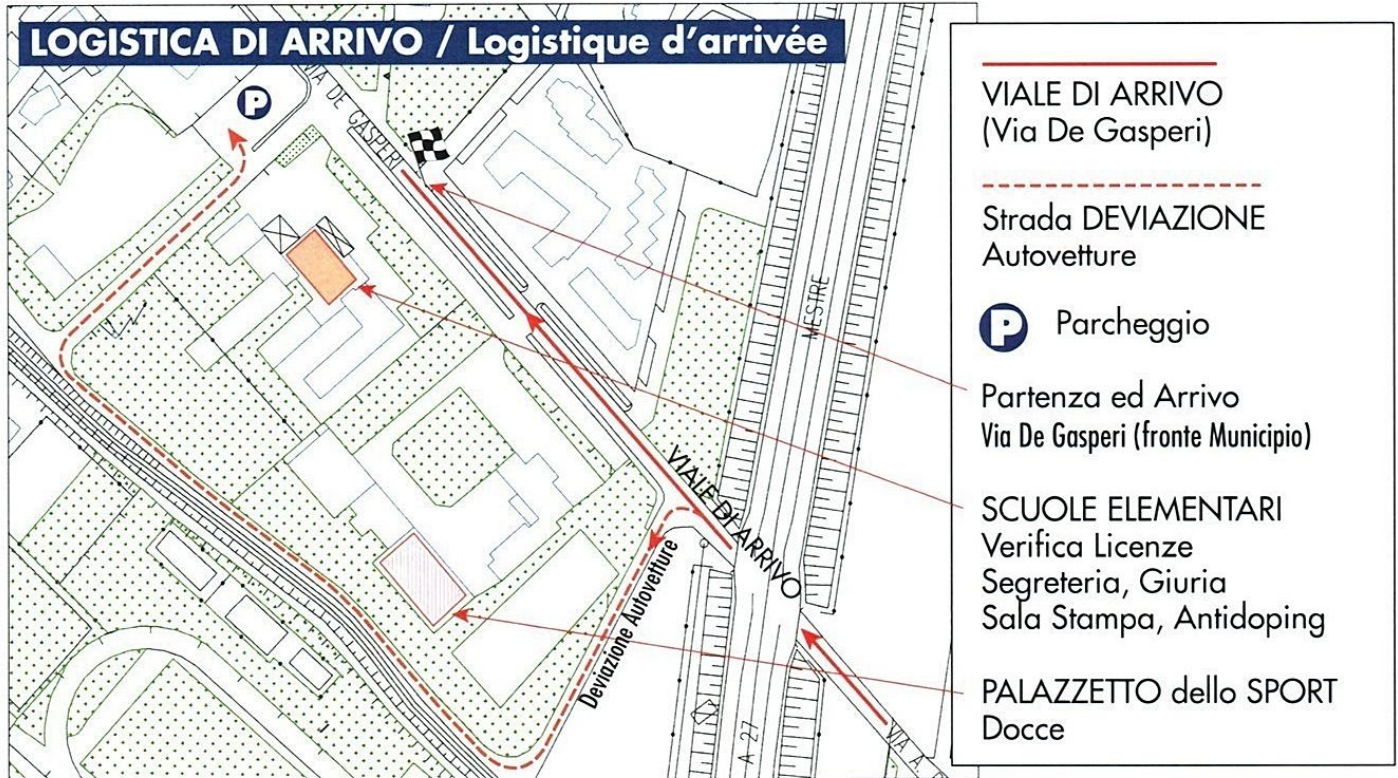 LOGISTICA DI ARRIVO / Logistique d'arrivée
P
VIA DE GASPERI
MESTRE
VIALE DI ARRIVO
Deviazione Autovetture
A 27
VIA A.
VIALE DI ARRIVO
(Via De Gasperi)
Strada DEVIAZIONE
Autovetture
P Parcheggio
Partenza ed Arrivo
Via De Gasperi (fronte Municipio)
SCUOLE ELEMENTARI
Verifica Licenze
Segreteria, Giuria
Sala Stampa, Antidoping
PALAZZETTO dello SPORT
Docce